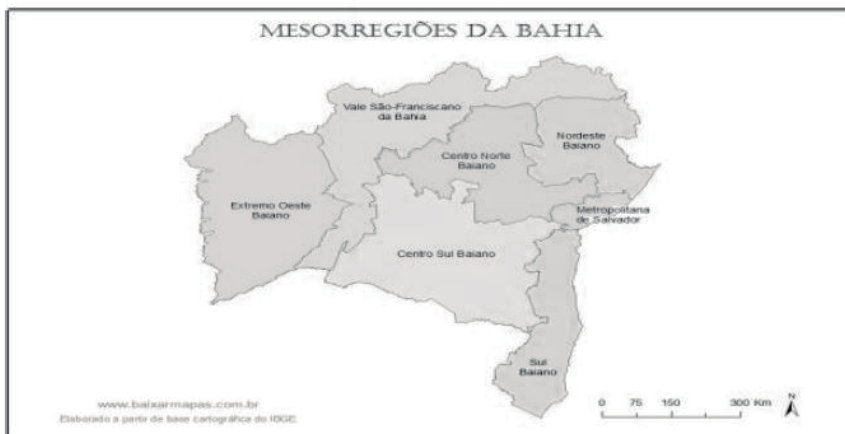 MESORREGIÕES DA BAHIA
Vale São-Franciscano
da Bahia
Nordeste
Baiano
Centro Norte
Baiano
Extremo Oeste
Baiano
Metropolitana
de Salvador
Centro Sul Baiano
Sul
Baiano
www.baixarmapas.com.br
Elaborado a partir de base cartográfica do IBGE
0 75 150 300 Km
N